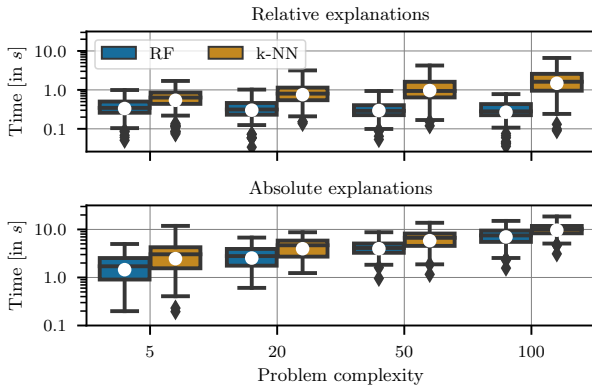 Relative explanations
Time [in s]
10.0
1.0
0.1
RF
k-NN
Absolute explanations
Time [in s]
10.0
1.0
0.1
5
20
50
100
Problem complexity